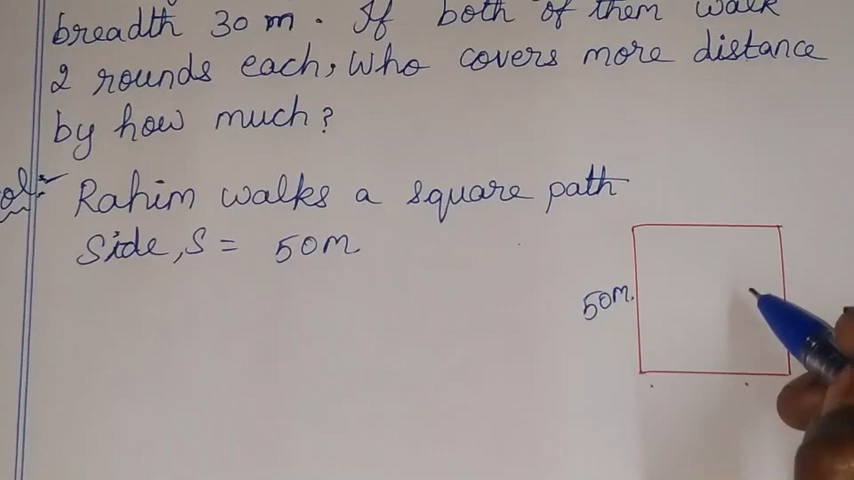 breadth 30 m. If both of them walk
2 rounds each, Who covers more distance
by how much?
Sol:- Rahim walks a square path
Side, S = 50m
50m.